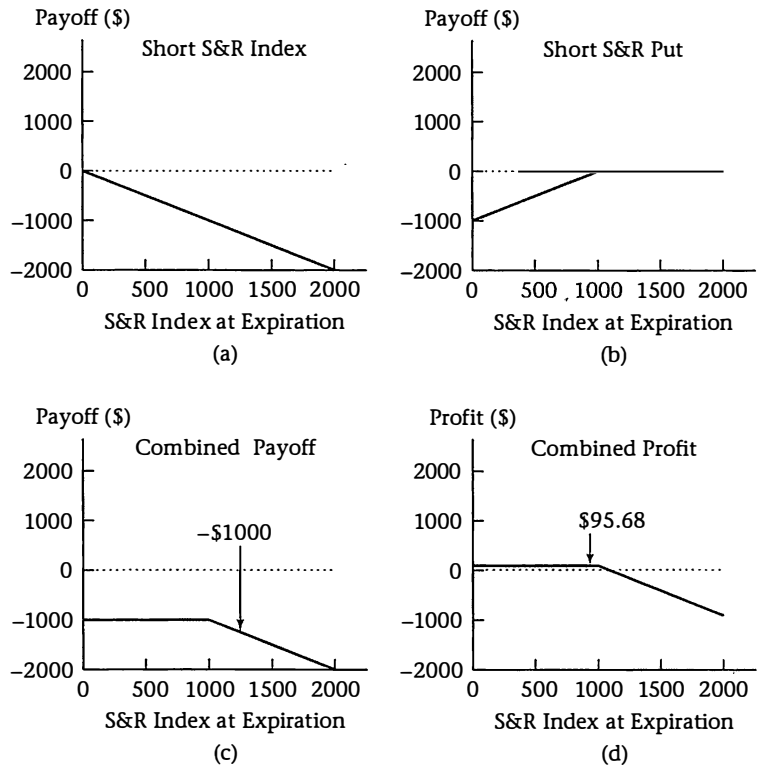 Payoff ($)
Short S&R Index
2000
1000
0
−1000
−2000
0 500 1000 1500 2000
S&R Index at Expiration
(a)
Payoff ($)
Short S&R Put
2000
1000
0
−1000
−2000
0 500 1000 1500 2000
S&R Index at Expiration
(b)
Payoff ($)
Combined Payoff
2000
1000
−$1000
0
−1000
−2000
0 500 1000 1500 2000
S&R Index at Expiration
(c)
Profit ($)
Combined Profit
2000
1000
$95.68
0
−1000
−2000
0 500 1000 1500 2000
S&R Index at Expiration
(d)